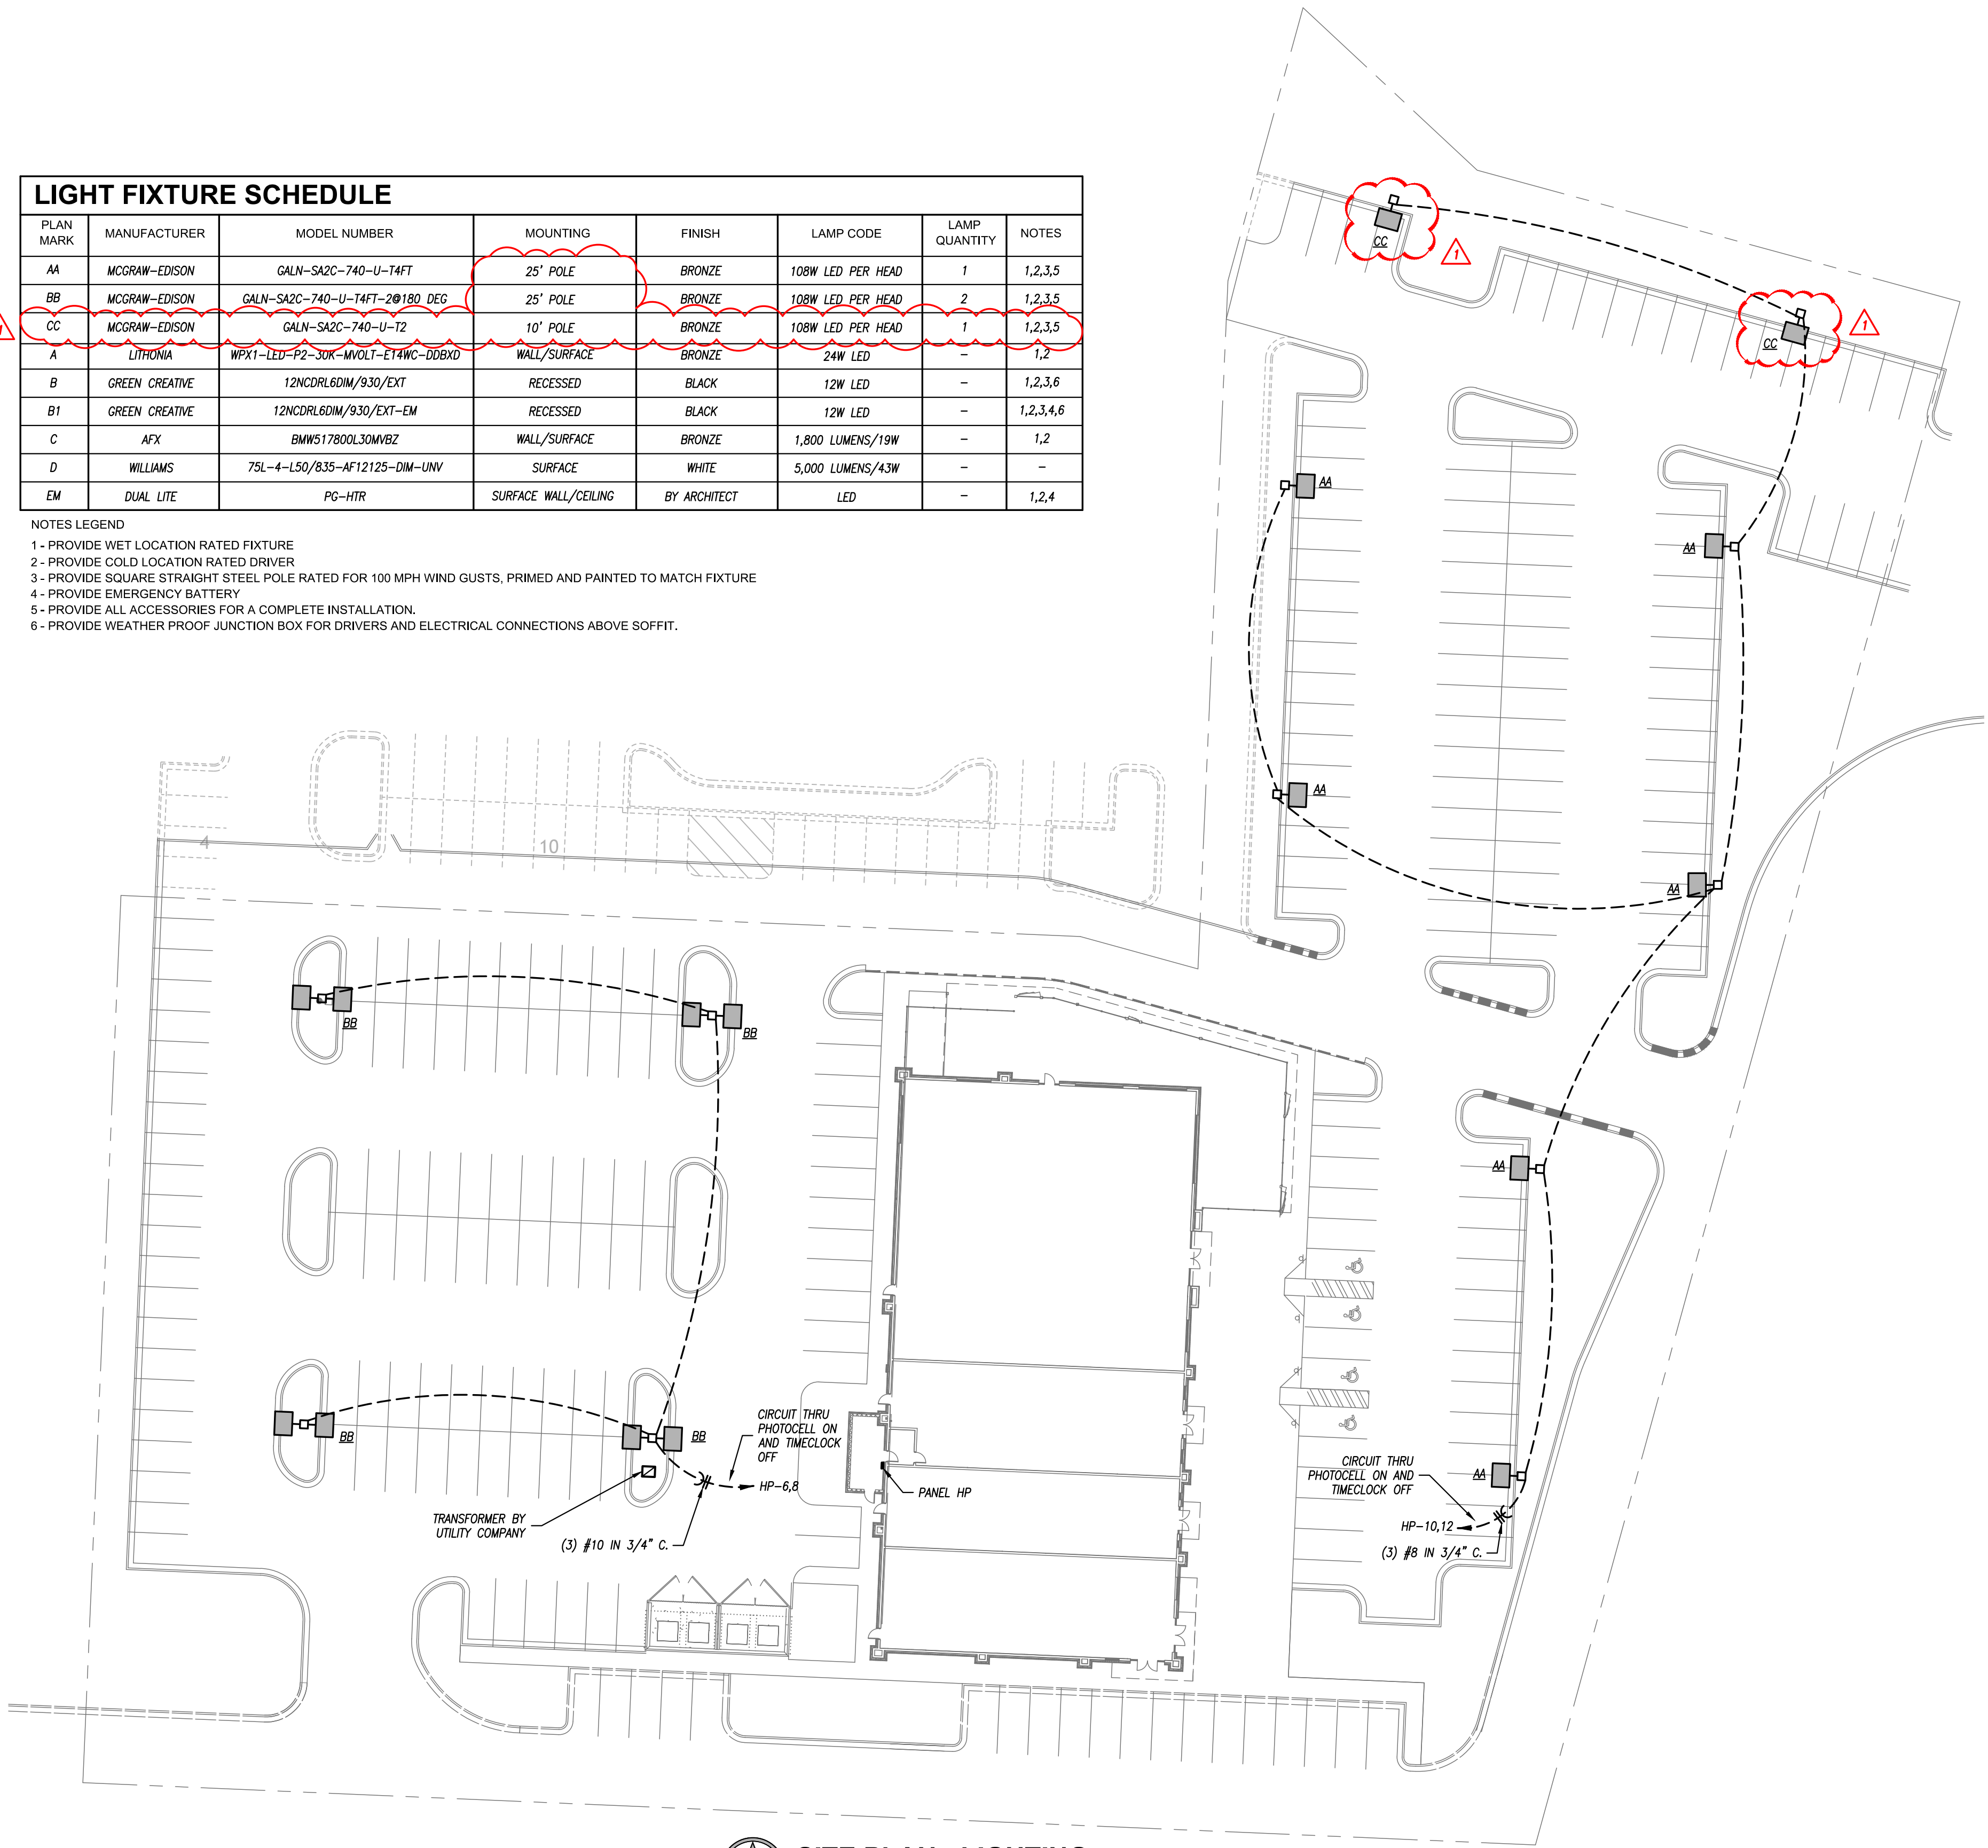 LIGHT FIXTURE SCHEDULE
PLAN MARK MANUFACTURER MODEL NUMBER MOUNTING FINISH LAMP CODE LAMP QUANTITY NOTES
AA MCGRAW-EDISON GALN-SA2C-740-U-T4FT 25' POLE BRONZE 108W LED PER HEAD 1 1,2,3,5
BB MCGRAW-EDISON GALN-SA2C-740-U-T4FT-2@180 DEG 25' POLE BRONZE 108W LED PER HEAD 2 1,2,3,5
CC MCGRAW-EDISON GALN-SA2C-740-U-T2 10' POLE BRONZE 108W LED PER HEAD 1 1,2,3,5
A LITHONIA WPX1-LED-P2-30K-MVOLT-E14WC-DDBXD WALL/SURFACE BRONZE 24W LED - 1,2
B GREEN CREATIVE 12NCDRL6DIM/930/EXT RECESSED BLACK 12W LED - 1,2,3,6
B1 GREEN CREATIVE 12NCDRL6DIM/930/EXT-EM RECESSED BLACK 12W LED - 1,2,3,4,6
C AFX BMW517800L30MVBZ WALL/SURFACE BRONZE 1,800 LUMENS/19W - 1,2
D WILLIAMS 75L-4-L50/835-AF12125-DIM-UNV SURFACE WHITE 5,000 LUMENS/43W - -
EM DUAL LITE PG-HTR SURFACE WALL/CEILING BY ARCHITECT LED - 1,2,4
NOTES LEGEND
1 - PROVIDE WET LOCATION RATED FIXTURE
2 - PROVIDE COLD LOCATION RATED DRIVER
3 - PROVIDE SQUARE STRAIGHT STEEL POLE RATED FOR 100 MPH WIND GUSTS, PRIMED AND PAINTED TO MATCH FIXTURE
4 - PROVIDE EMERGENCY BATTERY
5 - PROVIDE ALL ACCESSORIES FOR A COMPLETE INSTALLATION.
6 - PROVIDE WEATHER PROOF JUNCTION BOX FOR DRIVERS AND ELECTRICAL CONNECTIONS ABOVE SOFFIT.
1
CC
1
CC
1
AA
AA
AA
AA
4
10
BB
BB
AA
BB
BB
AA
CIRCUIT THRU
PHOTOCELL ON
AND TIMECLOCK
OFF
HP-6,8
PANEL HP
TRANSFORMER BY
UTILITY COMPANY
(3) #10 IN 3/4" C.
CIRCUIT THRU
PHOTOCELL ON AND
TIMECLOCK OFF
HP-10,12
(3) #8 IN 3/4" C.